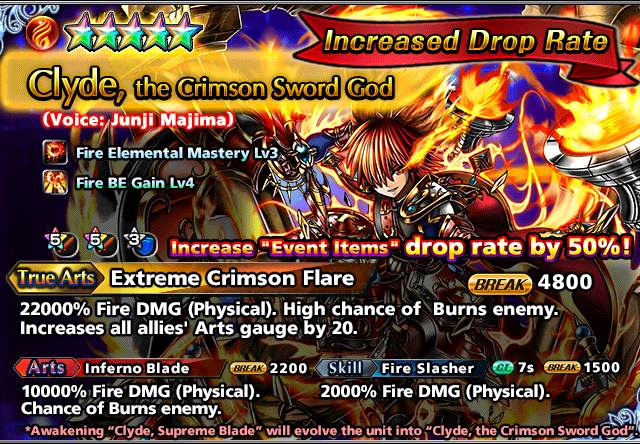 Increased Drop Rate
Clyde, the Crimson Sword God
(Voice: Junji Majima)
Fire Elemental Mastery Lv3
Fire BE Gain Lv4
5 5 3
Increase "Event Items" drop rate by 50%!
True Arts Extreme Crimson Flare BREAK 4800
22000% Fire DMG (Physical). High chance of Burns enemy.
Increases all allies' Arts gauge by 20.
Arts Inferno Blade BREAK 2200
10000% Fire DMG (Physical).
Chance of Burns enemy.
Skill Fire Slasher CT 7s BREAK 1500
2000% Fire DMG (Physical).
*Awakening "Clyde, Supreme Blade" will evolve the unit into "Clyde, the Crimson Sword God".